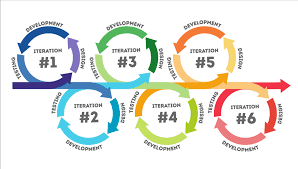 DEVELOPMENT
TESTING
ITERATION
#1
DESIGN
DEVELOPMENT
TESTING
ITERATION
#3
DESIGN
DEVELOPMENT
TESTING
ITERATION
#5
DESIGN
TESTING
ITERATION
#2
DESIGN
DEVELOPMENT
TESTING
ITERATION
#4
DESIGN
DEVELOPMENT
TESTING
ITERATION
#6
DESIGN
DEVELOPMENT